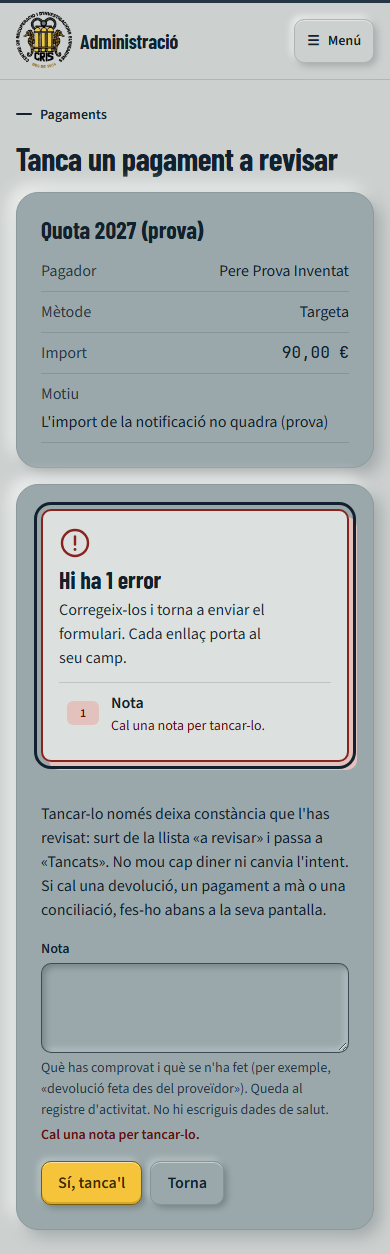 CRIS
Administració
☰ Menú
Pagaments
Tanca un pagament a revisar
Quota 2027 (prova)
Pagador Pere Prova Inventat
Mètode Targeta
Import 90,00 €
Motiu
L'import de la notificació no quadra (prova)
Hi ha 1 error
Corregeix-los i torna a enviar el
formulari. Cada enllaç porta al
seu camp.
1 Nota
Cal una nota per tancar-lo.
Tancar-lo només deixa constància que l'has
revisat: surt de la llista «a revisar» i passa a
«Tancats». No mou cap diner ni canvia l'intent.
Si cal una devolució, un pagament a mà o una
conciliació, fes-ho abans a la seva pantalla.
Nota
Què has comprovat i què se n'ha fet (per exemple,
«devolució feta des del proveïdor»). Queda al
registre d'activitat. No hi escriguis dades de salut.
Cal una nota per tancar-lo.
Sí, tanca'l Torna